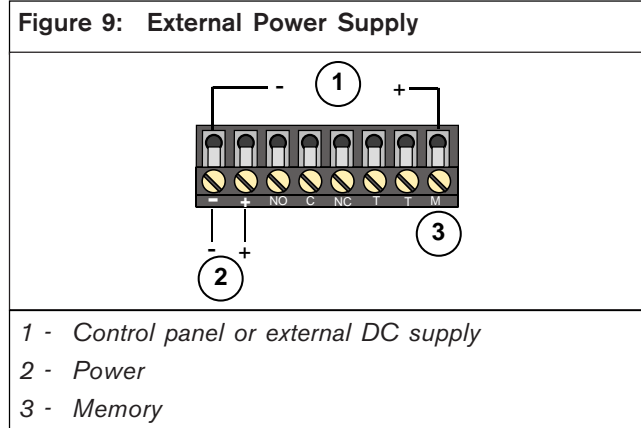 Figure 9: External Power Supply
- 1 +
- + NO C NC T T M
- +
3
2
1 - Control panel or external DC supply
2 - Power
3 - Memory